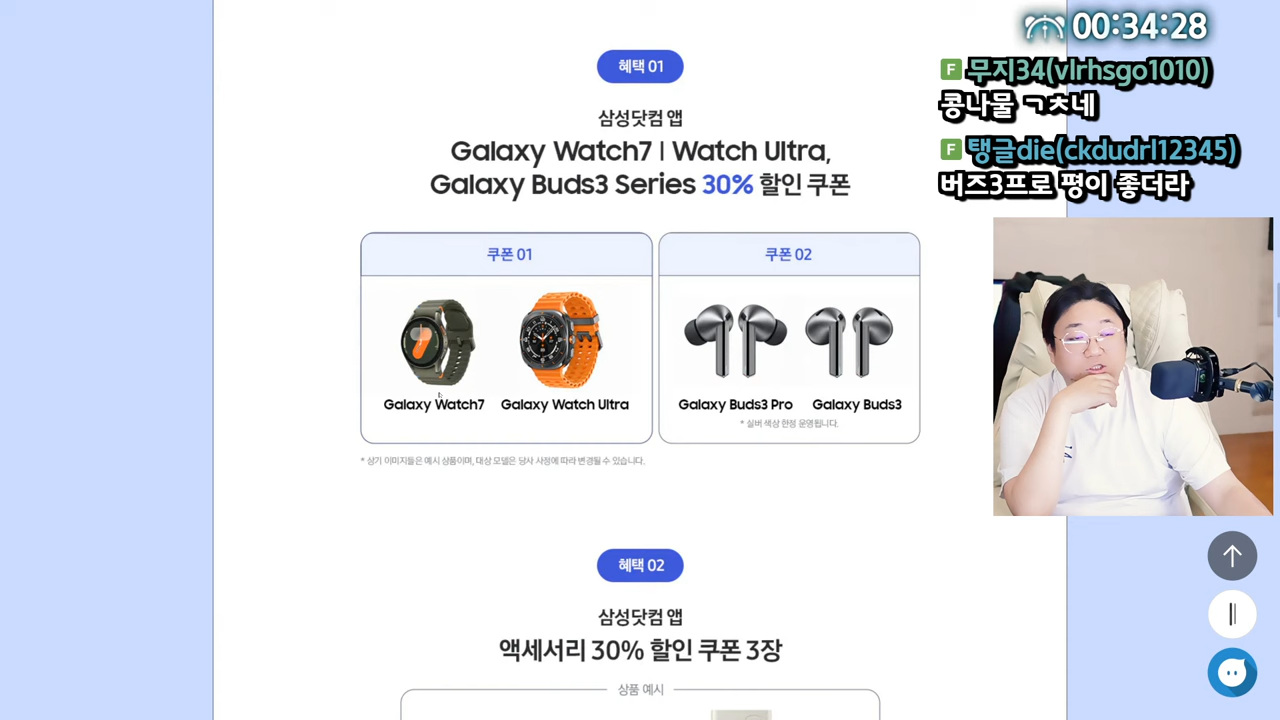 00:34:28
F 무지34(vlrhsgo1010)
콩나물 ㄱㅊ네
F 탱글die(ckdudrl12345)
버즈3프로 평이 좋더라
혜택 01
삼성닷컴 앱
Galaxy Watch7 | Watch Ultra,
Galaxy Buds3 Series 30% 할인 쿠폰
쿠폰 01
쿠폰 02
Galaxy Watch7
Galaxy Watch Ultra
Galaxy Buds3 Pro
Galaxy Buds3
* 실버 색상 한정 운영됩니다.
* 상기 이미지들은 예시 상품이며, 대상 모델은 당사 사정에 따라 변경될 수 있습니다.
혜택 02
삼성닷컴 앱
액세서리 30% 할인 쿠폰 3장
상품 예시